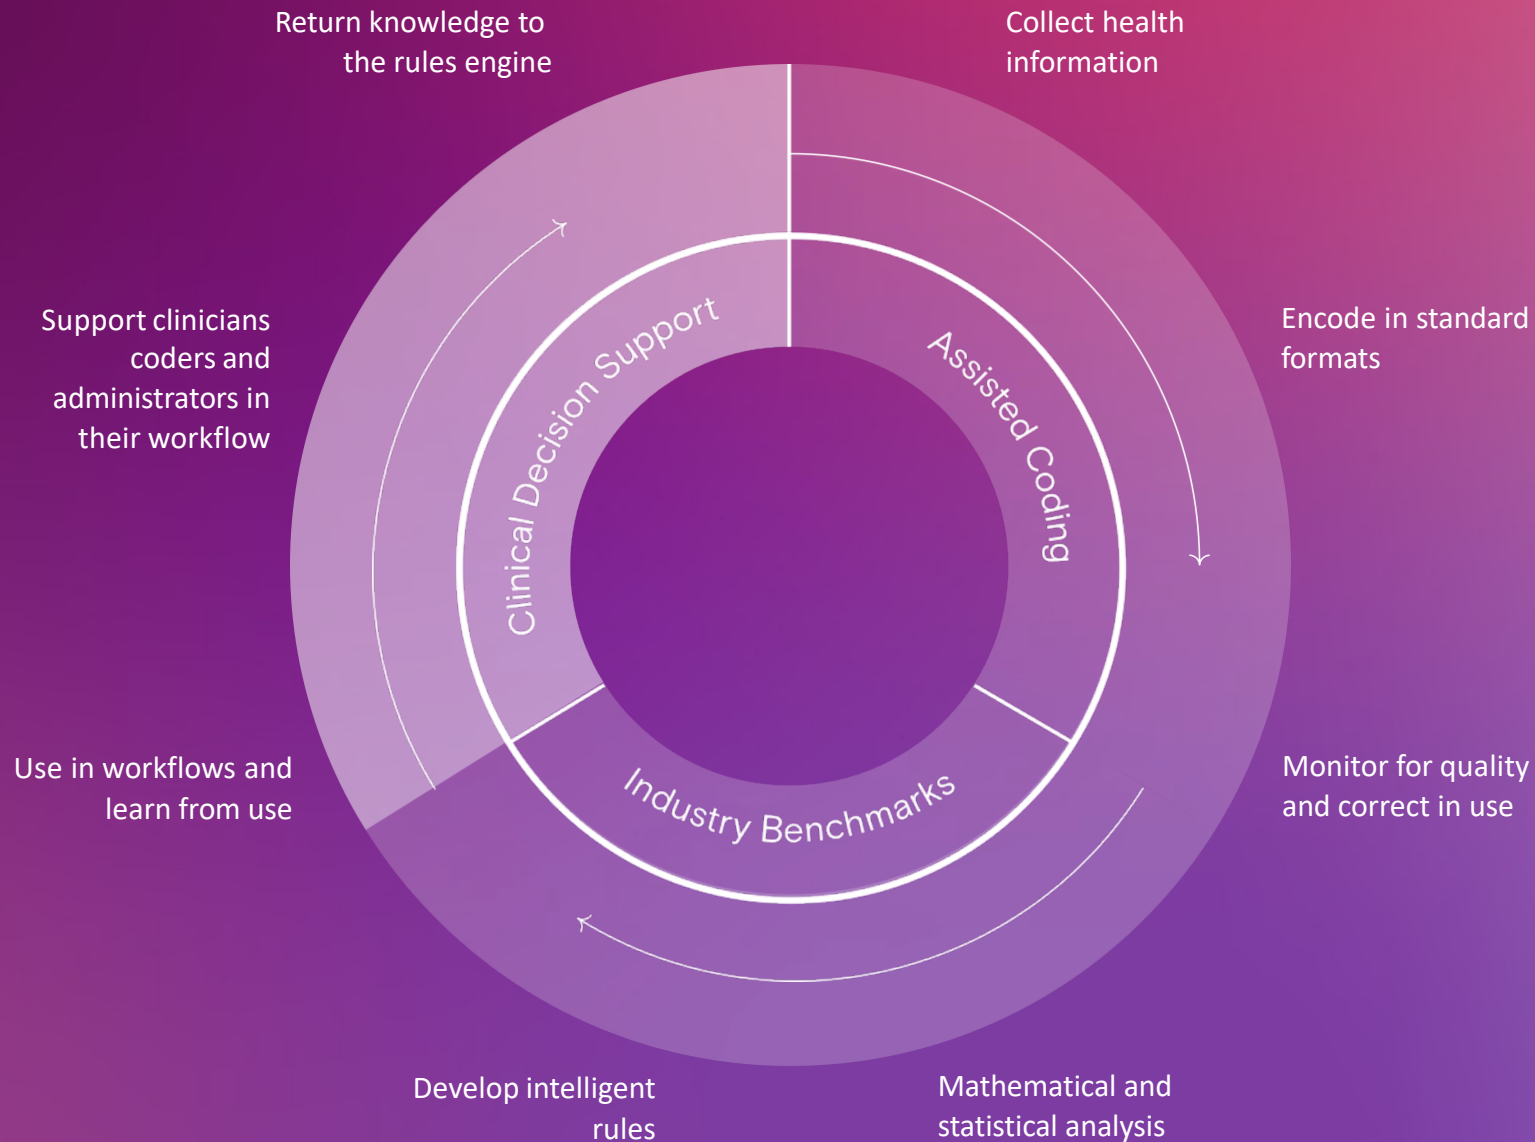 Return knowledge to
the rules engine
Collect health
information
Support clinicians
coders and
administrators in
their workflow
Encode in standard
formats
Clinical Decision Support
Assisted Coding
Industry Benchmarks
Use in workflows and
learn from use
Monitor for quality
and correct in use
Develop intelligent
rules
Mathematical and
statistical analysis